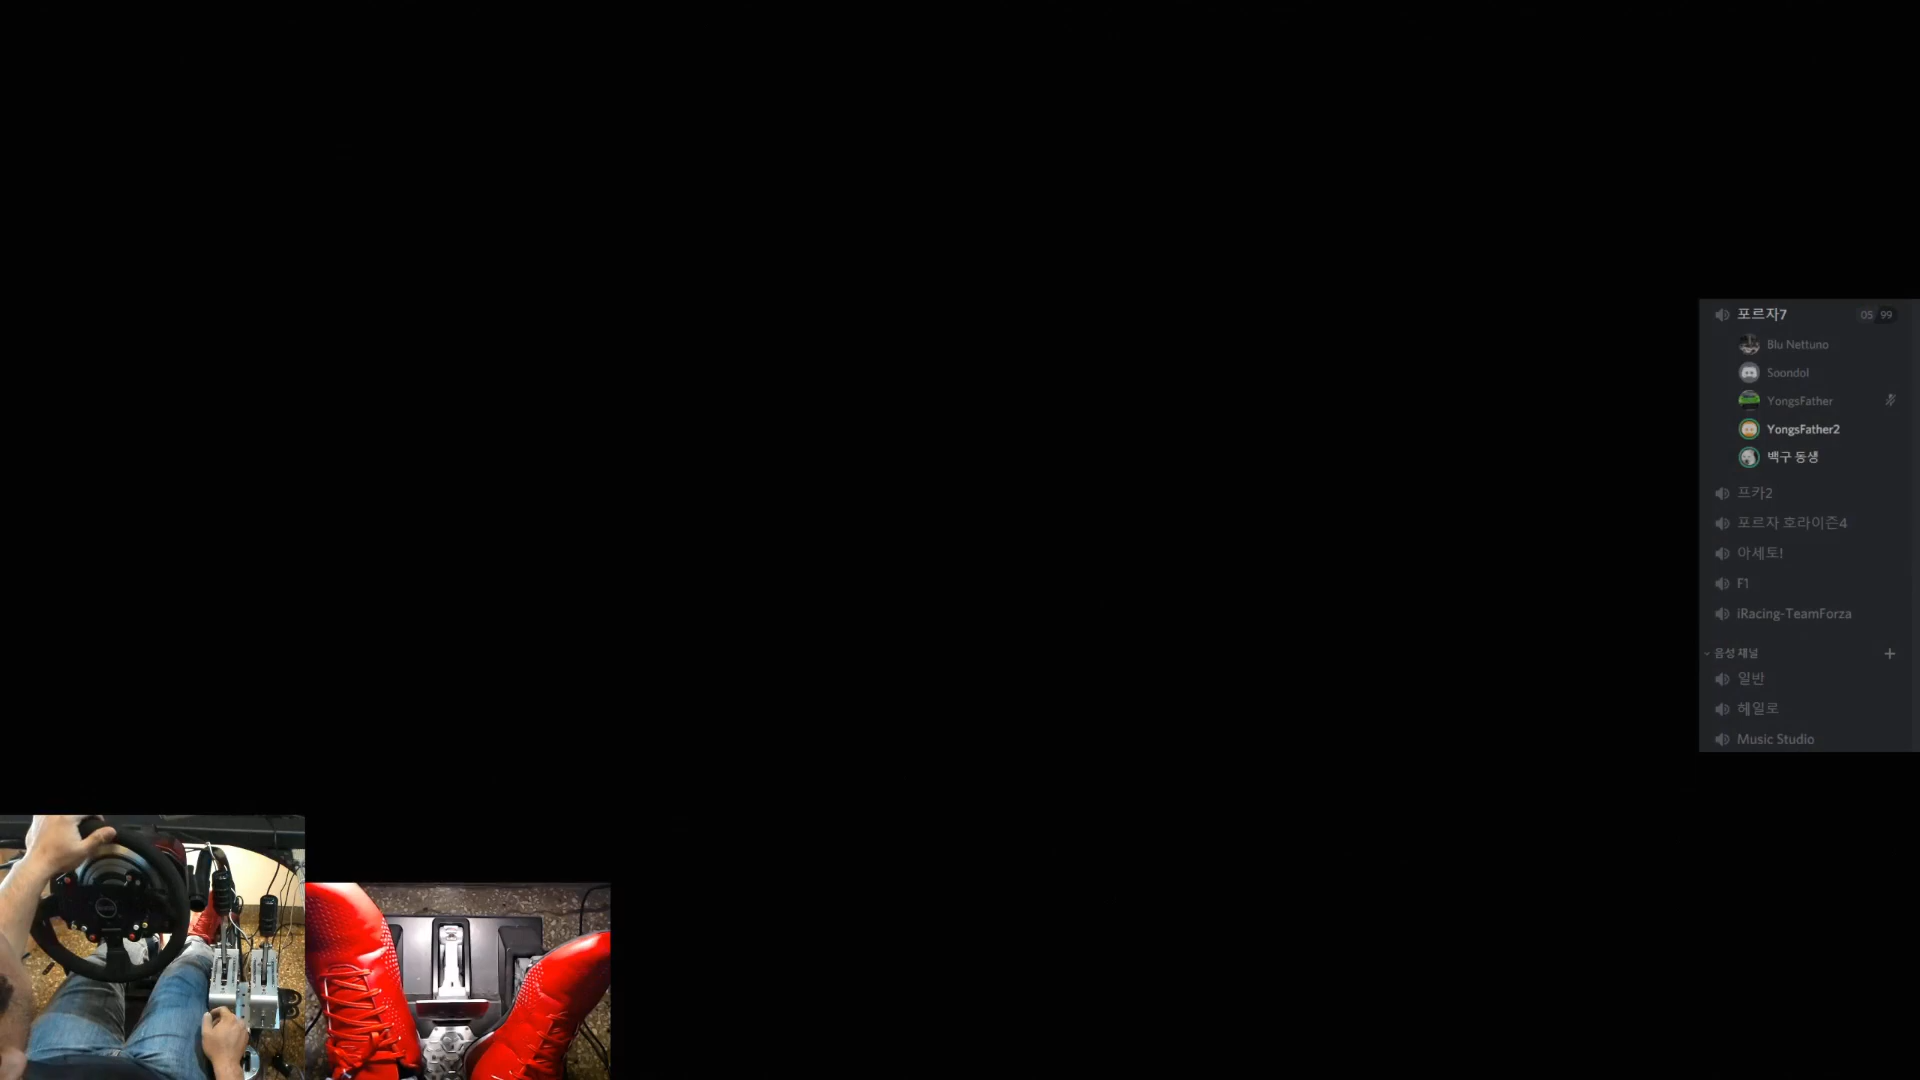 포르자7 05 99
Blu Nettuno
Soondol
YongsFather
YongsFather2
백구 동생
프카2
포르자 호라이즌4
아세토!
F1
iRacing-TeamForza
음성 채널 +
일반
헤일로
Music Studio